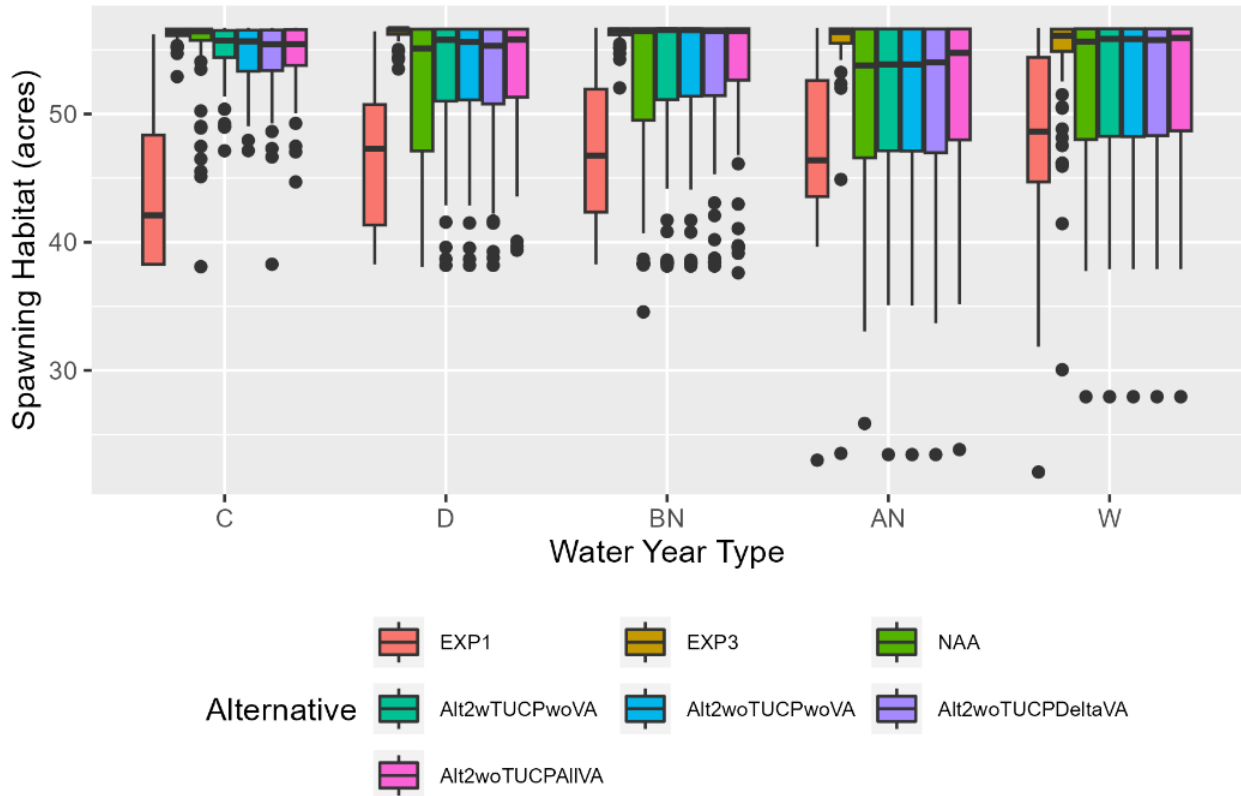 Spawning Habitat (acres)
50
40
30
C D BN AN W
Water Year Type
Alternative
EXP1 EXP3 NAA
Alt2wTUCPwoVA Alt2woTUCPwoVA Alt2woTUCPDeltaVA
Alt2woTUCPAllVA